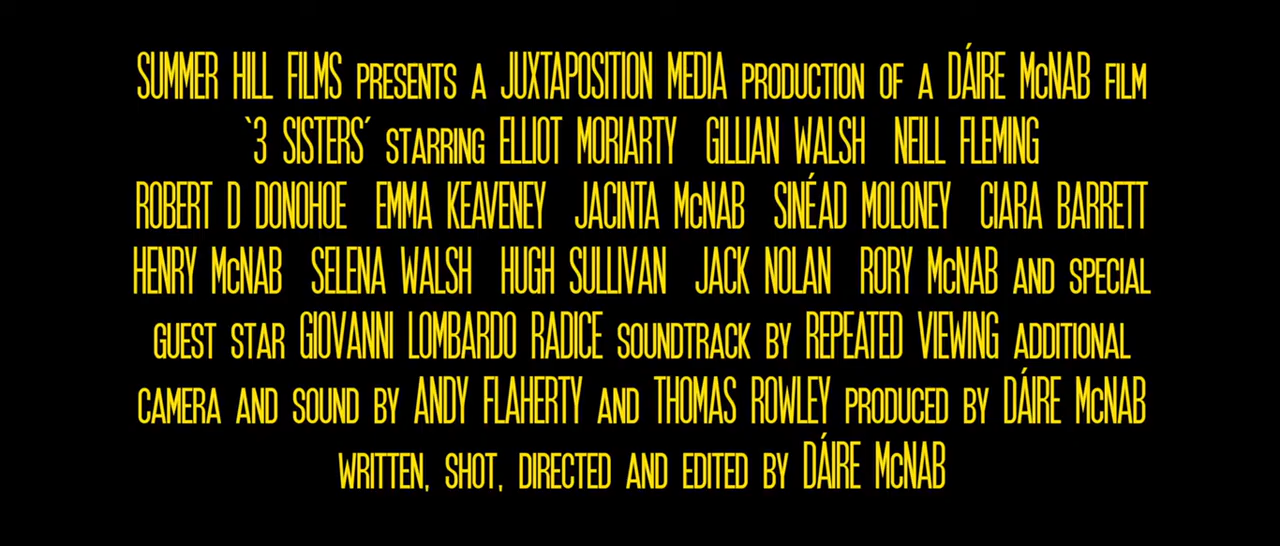 SUMMER HILL FILMS PRESENTS A JUXTAPOSITION MEDIA PRODUCTION OF A DÁIRE McNAB FILM
‘3 SISTERS’ STARRING ELLIOT MORIARTY GILLIAN WALSH NEILL FLEMING
ROBERT D DONOHOE EMMA KEAVENEY JACINTA McNAB SINÉAD MOLONEY CIARA BARRETT
HENRY McNAB SELENA WALSH HUGH SULLIVAN JACK NOLAN RORY McNAB AND SPECIAL
GUEST STAR GIOVANNI LOMBARDO RADICE SOUNDTRACK BY REPEATED VIEWING ADDITIONAL
CAMERA AND SOUND BY ANDY FLAHERTY AND THOMAS ROWLEY PRODUCED BY DÁIRE McNAB
WRITTEN, SHOT, DIRECTED AND EDITED BY DÁIRE McNAB